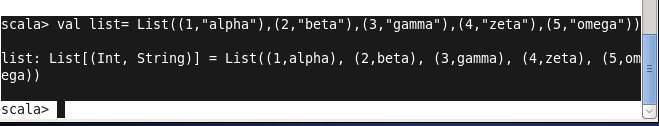 scala> val list= List((1,"alpha"),(2,"beta"),(3,"gamma"),(4,"zeta"),(5,"omega"))
list: List[(Int, String)] = List((1,alpha), (2,beta), (3,gamma), (4,zeta), (5,om
ega))
scala>